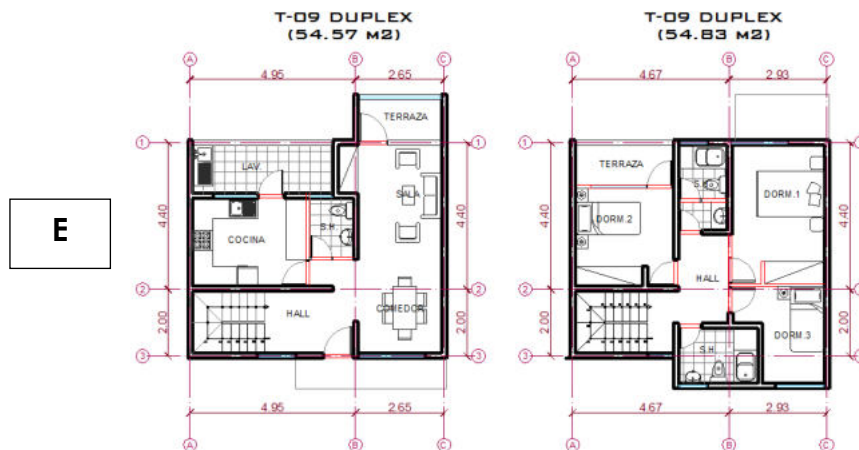 T-09 DUPLEX
(54.57 M2)
T-09 DUPLEX
(54.83 M2)
A
B
C
A
B
C
4.95
2.65
4.67
2.93
TERRAZA
1
1
1
1
LAV.
TERRAZA
S.H.
SALA
DORM.1
4.40
4.40
4.40
4.40
E
COCINA
S.H.
DORM.2
2
2
HALL
2
2
HALL
COMEDOR
2.00
2.00
2.00
2.00
DORM.3
S.H.
3
3
3
3
4.95
2.65
4.67
2.93
A
B
C
A
B
C